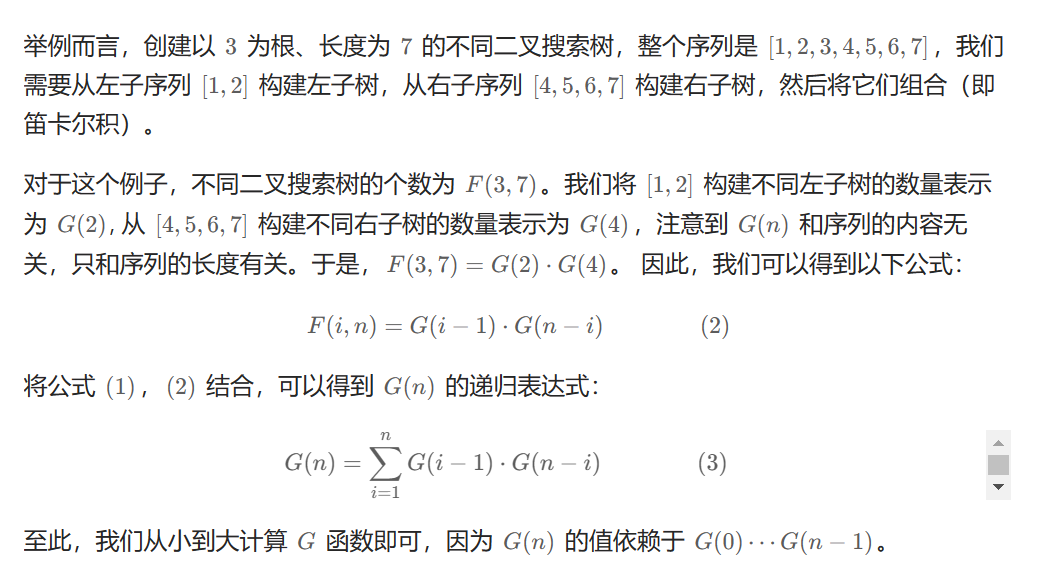 举例而言，创建以 3 为根、长度为 7 的不同二叉搜索树，整个序列是 [1, 2, 3, 4, 5, 6, 7]，我们
需要从左子序列 [1, 2] 构建左子树，从右子序列 [4, 5, 6, 7] 构建右子树，然后将它们组合（即
笛卡尔积）。
对于这个例子，不同二叉搜索树的个数为 F(3, 7)。我们将 [1, 2] 构建不同左子树的数量表示
为 G(2), 从 [4, 5, 6, 7] 构建不同右子树的数量表示为 G(4)，注意到 G(n) 和序列的内容无
关，只和序列的长度有关。于是，F(3, 7) = G(2) · G(4)。 因此，我们可以得到以下公式：
F(i, n) = G(i − 1) · G(n − i) (2)
将公式 (1)，(2) 结合，可以得到 G(n) 的递归表达式：
G(n) = \sum_{i=1}^{n} G(i − 1) · G(n − i) (3)
至此，我们从小到大计算 G 函数即可，因为 G(n) 的值依赖于 G(0) ··· G(n − 1)。